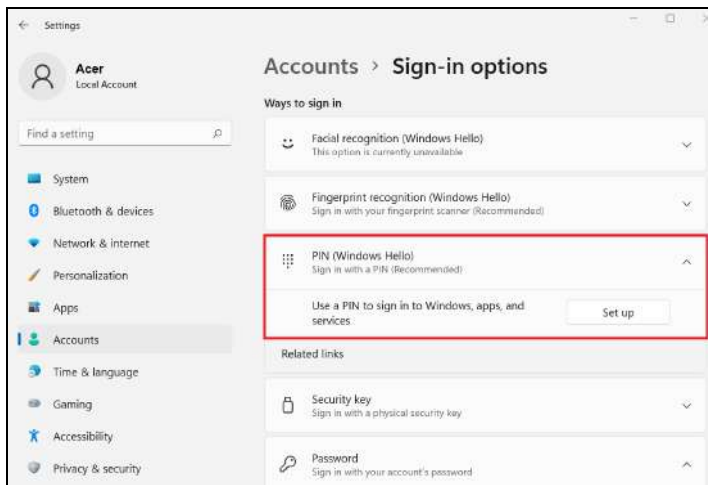 Settings
Acer
Local Account
Find a setting
System
Bluetooth & devices
Network & internet
Personalization
Apps
Accounts
Time & language
Gaming
Accessibility
Privacy & security
Accounts > Sign-in options
Ways to sign in
Facial recognition (Windows Hello)
This option is currently unavailable
Fingerprint recognition (Windows Hello)
Sign in with your fingerprint scanner (Recommended)
PIN (Windows Hello)
Sign in with a PIN (Recommended)
Use a PIN to sign in to Windows, apps, and
services
Set up
Related links
Security key
Sign in with a physical security key
Password
Sign in with your account's password